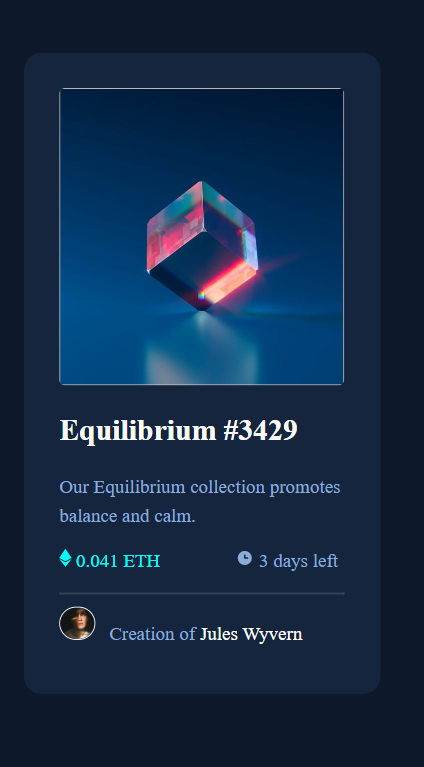 Equilibrium #3429
Our Equilibrium collection promotes
balance and calm.
0.041 ETH 3 days left
Creation of Jules Wyvern